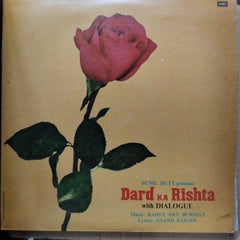 SUNIL DUTT presents
Dard KA Rishta
with DIALOGUE
Music: RAHUL DEV BURMAN
Lyrics: ANAND BAKSHI